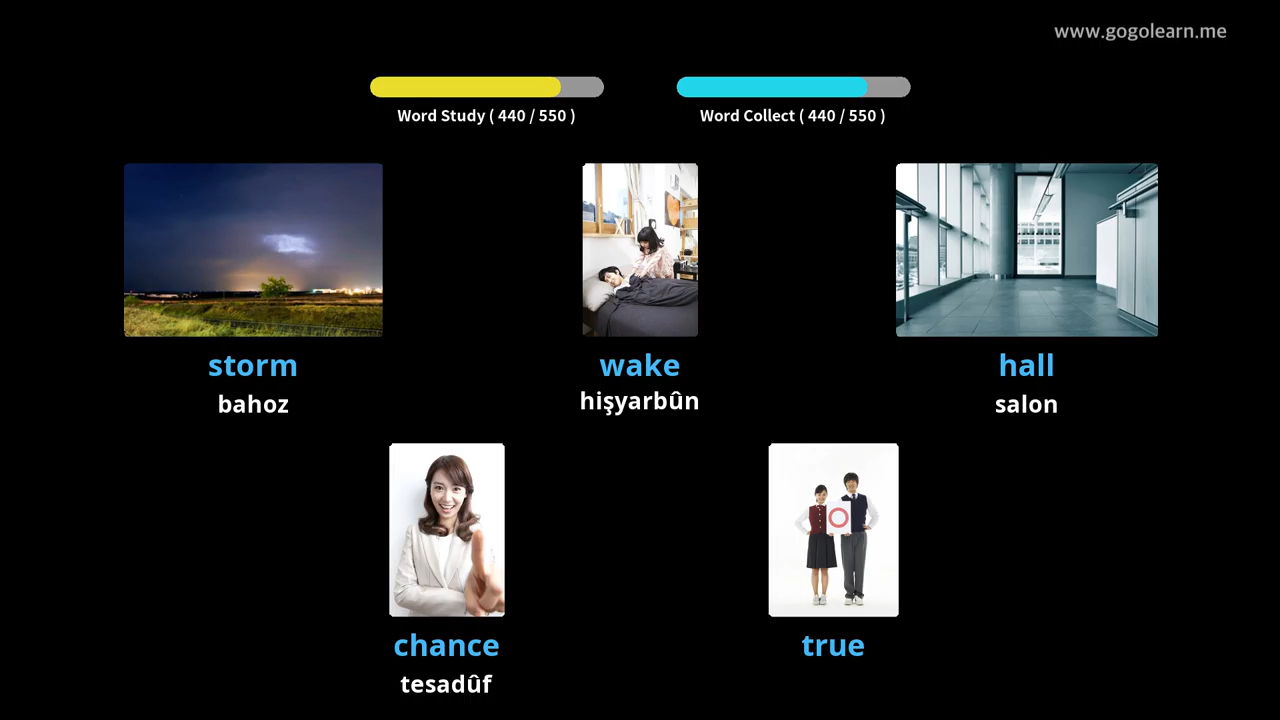 www.gogolearn.me
Word Study ( 440 / 550 )
Word Collect ( 440 / 550 )
storm
bahoz
wake
hişyarbûn
hall
salon
chance
tesadûf
true